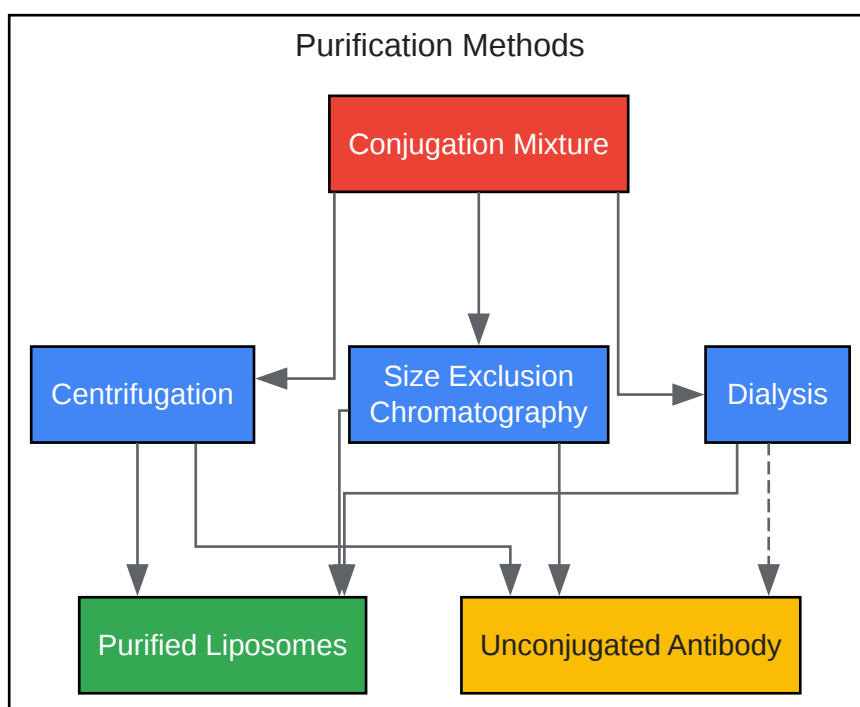 Purification Methods
Conjugation Mixture
Centrifugation
Size Exclusion
Chromatography
Dialysis
Purified Liposomes
Unconjugated Antibody